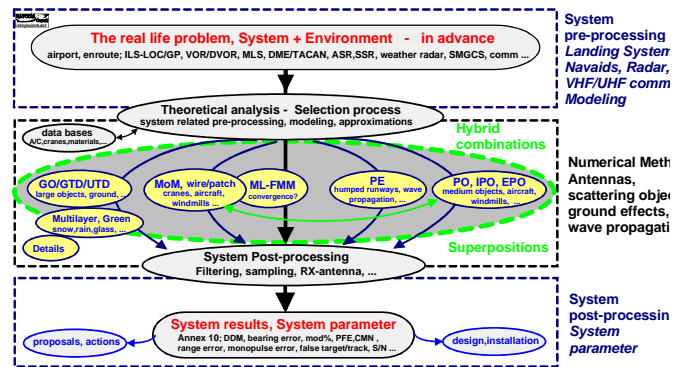 The real life problem, System + Environment - in advance
airport, enroute; ILS-LOC/GP, VOR/DVOR, MLS, DME/TACAN, ASR,SSR, weather radar, SMGCS, comm ...
System
pre-processing
Landing System
Navaids, Radar,
VHF/UHF comm
Modeling
Theoretical analysis - Selection process
system related pre-processing, modeling, approximations
data bases
A/C,cranes,materials,...
Hybrid
combinations
GO/GTD/UTD
large objects, ground, ...
MoM, wire/patch
cranes, aircraft,
windmills ...
ML-FMM
convergence?
PE
humped runways, wave
propagation, ...
PO, IPO, EPO
medium objects, aircraft,
windmills, ...
Multilayer, Green
snow,rain,glass, ...
Details
Superpositions
Numerical Meth
Antennas,
scattering objec
ground effects,
wave propagati
System Post-processing
Filtering, sampling, RX-antenna, ...
System results, System parameter
Annex 10; DDM, bearing error, mod%, PFE,CMN ,
range error, monopulse error, false target/track, S/N ...
proposals, actions
design,installation
System
post-processin
System
parameter